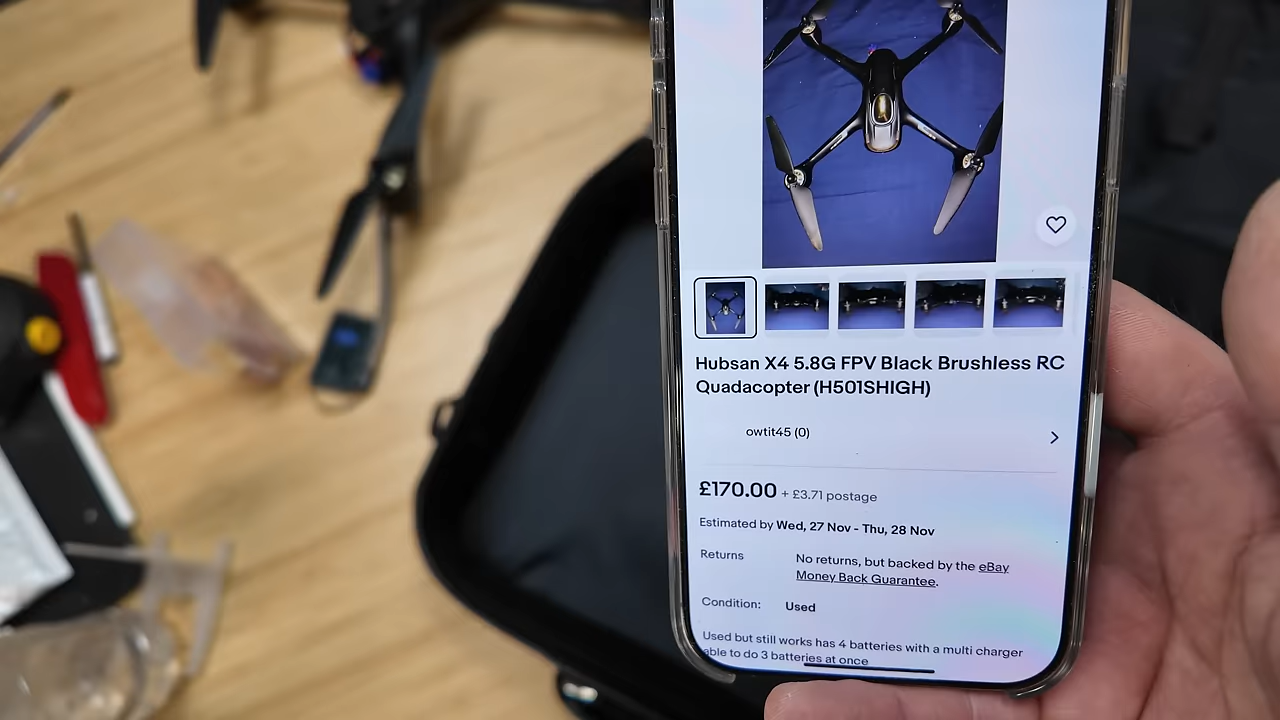 Hubsan X4 5.8G FPV Black Brushless RC
Quadacopter (H501SHIGH)
owtit45 (0)
£170.00 + £3.71 postage
Estimated by Wed, 27 Nov - Thu, 28 Nov
Returns No returns, but backed by the eBay
Money Back Guarantee.
Condition: Used
Used but still works has 4 batteries with a multi charger
able to do 3 batteries at once